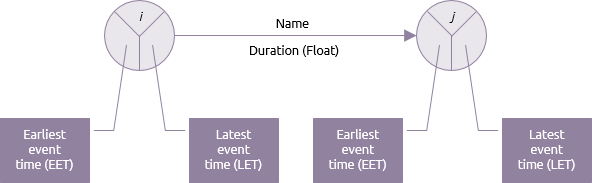 i
Name
j
Duration (Float)
Earliest
event
time (EET)
Latest
event
time (LET)
Earliest
event
time (EET)
Latest
event
time (LET)